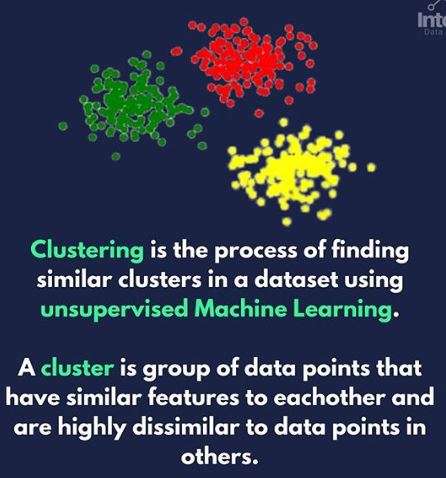 Data
Clustering is the process of finding
similar clusters in a dataset using
unsupervised Machine Learning.
A cluster is group of data points that
have similar features to eachother and
are highly dissimilar to data points in
others.